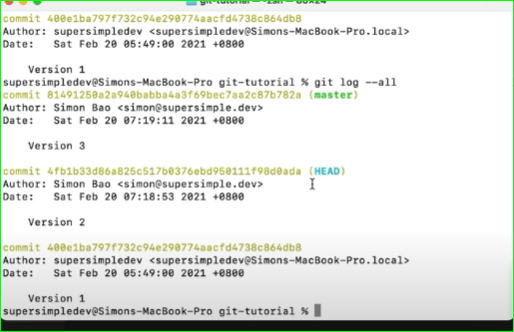 commit 400e1ba797f732c94e290774aacfd4738c864db8
Author: supersimpledev <supersimpledev@Simons-MacBook-Pro.local>
Date:   Sat Feb 20 05:49:00 2021 +0800
Version 1
supersimpledev@Simons-MacBook-Pro git-tutorial % git log --all
commit 81491250a2a940babba4a3f69bec7aa2c87b782a (master)
Author: Simon Bao <simon@supersimple.dev>
Date:   Sat Feb 20 07:19:11 2021 +0800
Version 3
commit 4fb1b33d86a825c517b0376ebd950111f98d0ada (HEAD)
Author: Simon Bao <simon@supersimple.dev>
Date:   Sat Feb 20 07:18:53 2021 +0800
Version 2
commit 400e1ba797f732c94e290774aacfd4738c864db8
Author: supersimpledev <supersimpledev@Simons-MacBook-Pro.local>
Date:   Sat Feb 20 05:49:00 2021 +0800
Version 1
supersimpledev@Simons-MacBook-Pro git-tutorial %